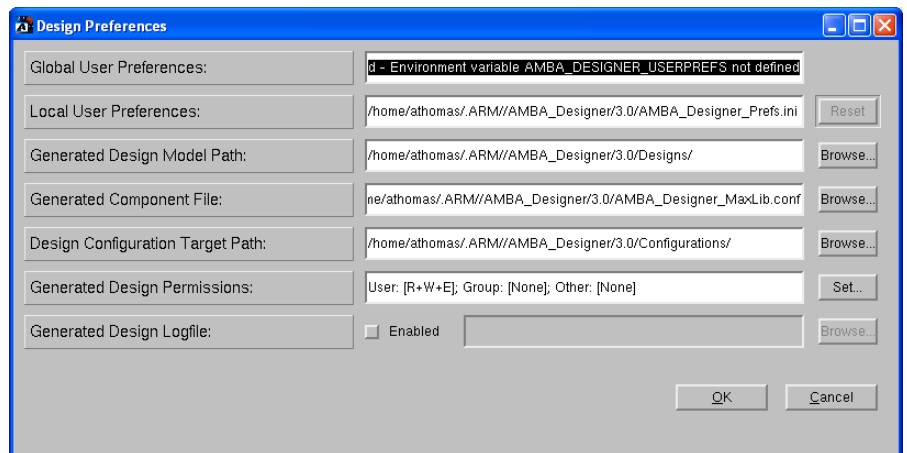 Design Preferences
Global User Preferences:
d - Environment variable AMBA_DESIGNER_USERPREFS not defined
Local User Preferences:
/home/athomas/.ARM//AMBA_Designer/3.0/AMBA_Designer_Prefs.ini
Reset
Generated Design Model Path:
/home/athomas/.ARM//AMBA_Designer/3.0/Designs/
Browse...
Generated Component File:
ne/athomas/.ARM//AMBA_Designer/3.0/AMBA_Designer_MaxLib.conf
Browse...
Design Configuration Target Path:
/home/athomas/.ARM//AMBA_Designer/3.0/Configurations/
Browse...
Generated Design Permissions:
User: [R+W+E]; Group: [None]; Other: [None]
Set...
Generated Design Logfile:
Enabled
Browse...
OK
Cancel